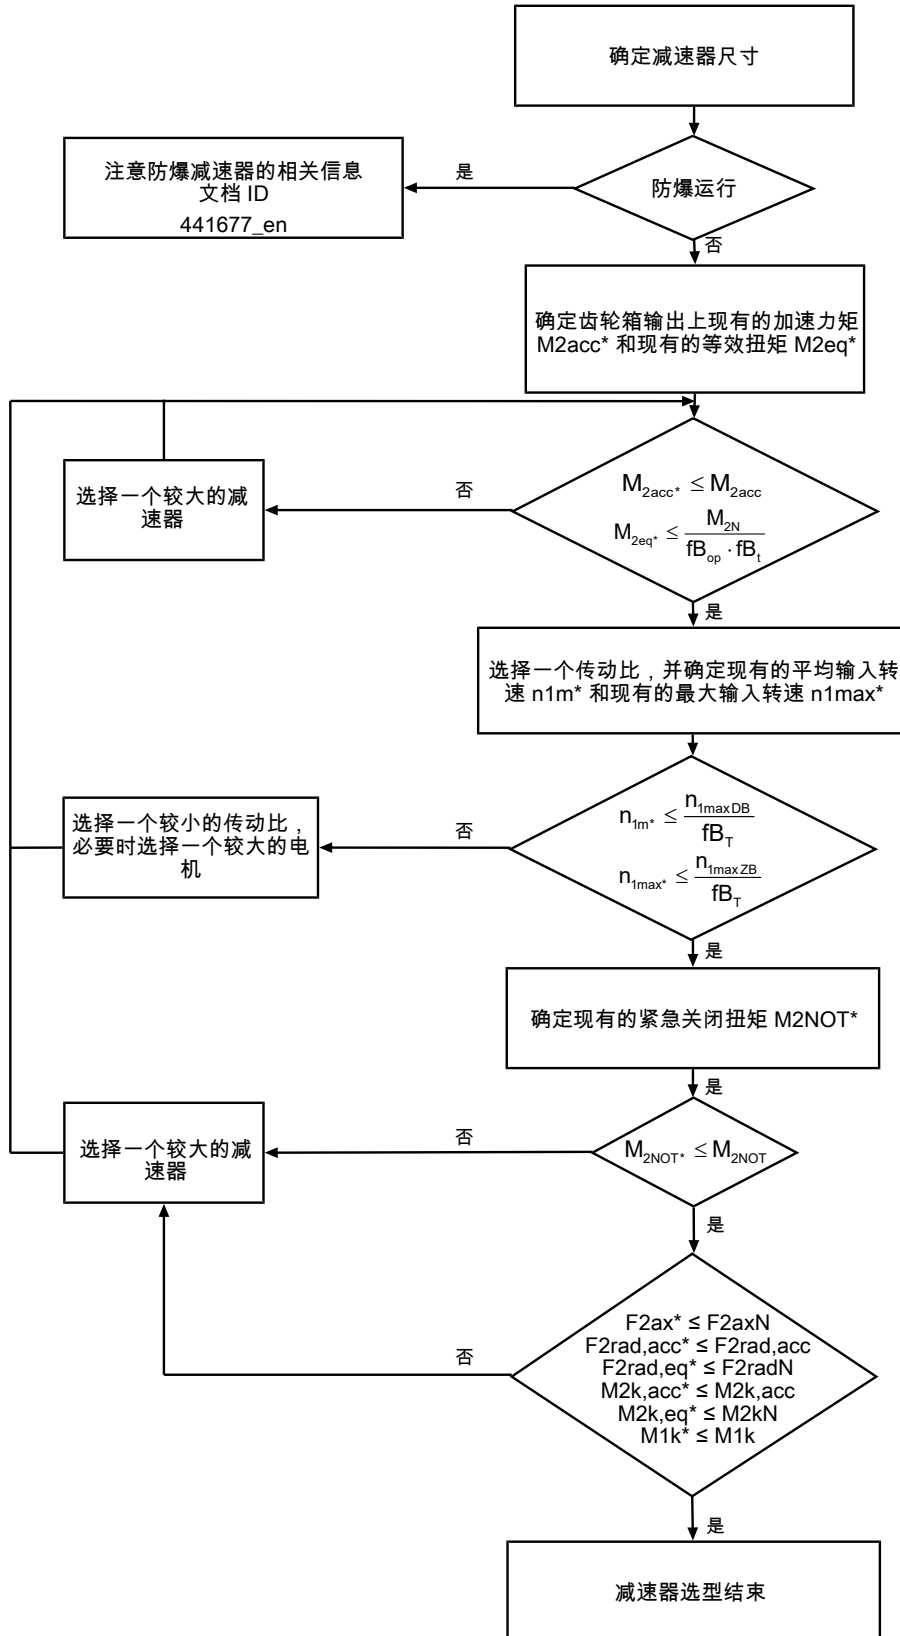 确定减速器尺寸
注意防爆减速器的相关信息
文档 ID
441677_en
是
防爆运行
否
确定齿轮箱输出上现有的加速力矩
M2acc* 和现有的等效扭矩 M2eq*
选择一个较大的减
速器
否
M2acc* ≤ M2acc
M2eq* ≤ M2N / (fBop · fBt)
是
选择一个传动比，并确定现有的平均输入转
速 n1m* 和现有的最大输入转速 n1max*
选择一个较小的传动比，
必要时选择一个较大的电
机
否
n1m* ≤ n1maxDB / fBT
n1max* ≤ n1maxZB / fBT
是
确定现有的紧急关闭扭矩 M2NOT*
是
选择一个较大的减
速器
否
M2NOT* ≤ M2NOT
是
否
F2ax* ≤ F2axN
F2rad,acc* ≤ F2rad,acc
F2rad,eq* ≤ F2radN
M2k,acc* ≤ M2k,acc
M2k,eq* ≤ M2kN
M1k* ≤ M1k
是
减速器选型结束